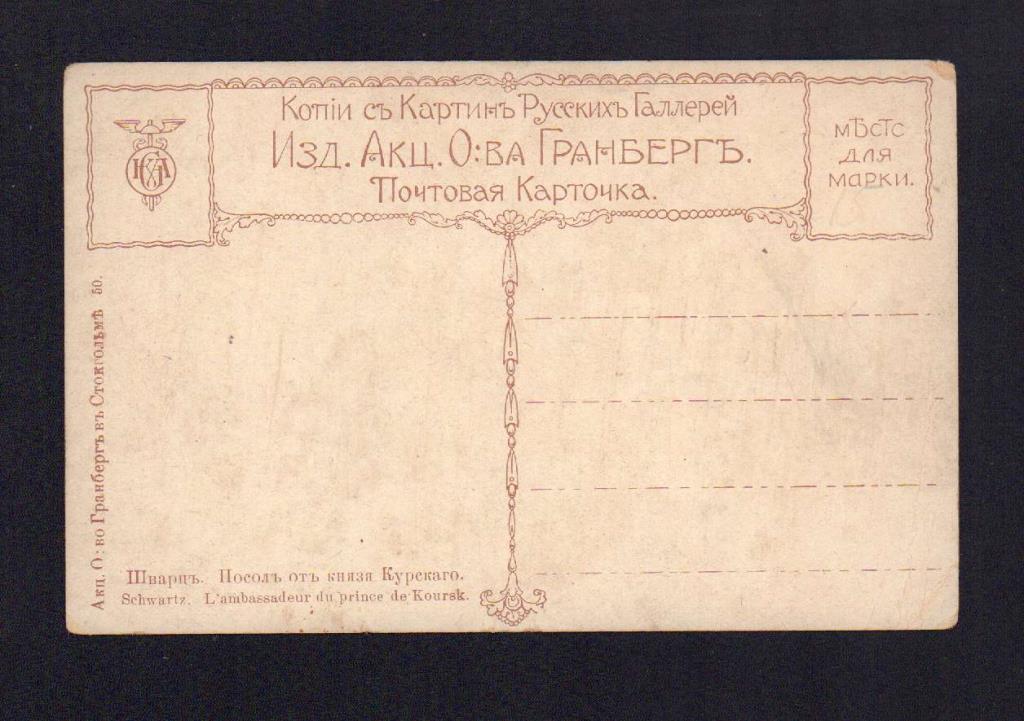 Копіи съ Картинъ Русскихъ Галлерей
Изд. Акц. О:ва Гранбергъ.
Почтовая Карточка.
мѣстс
для
марки.
Акц. О:во Гранбергъ въ Стокгольмѣ 50.
Шварцъ. Посолъ отъ князя Курскаго.
Schwartz. L'ambassadeur du prince de Koursk.